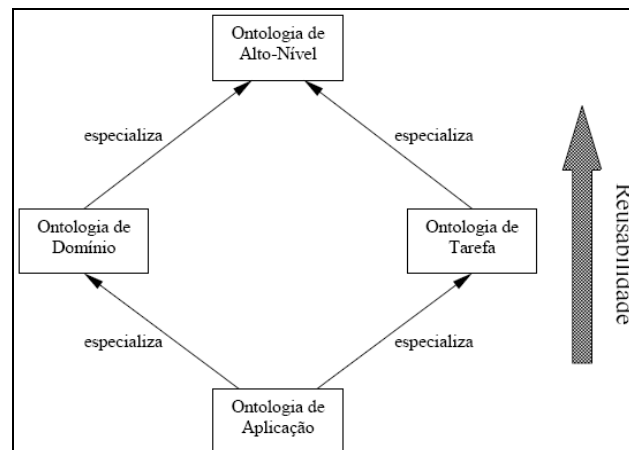 Ontologia de
Alto-Nível
especializa
especializa
Ontologia de
Domínio
Ontologia de
Tarefa
Reusabilidade
especializa
especializa
Ontologia de
Aplicação